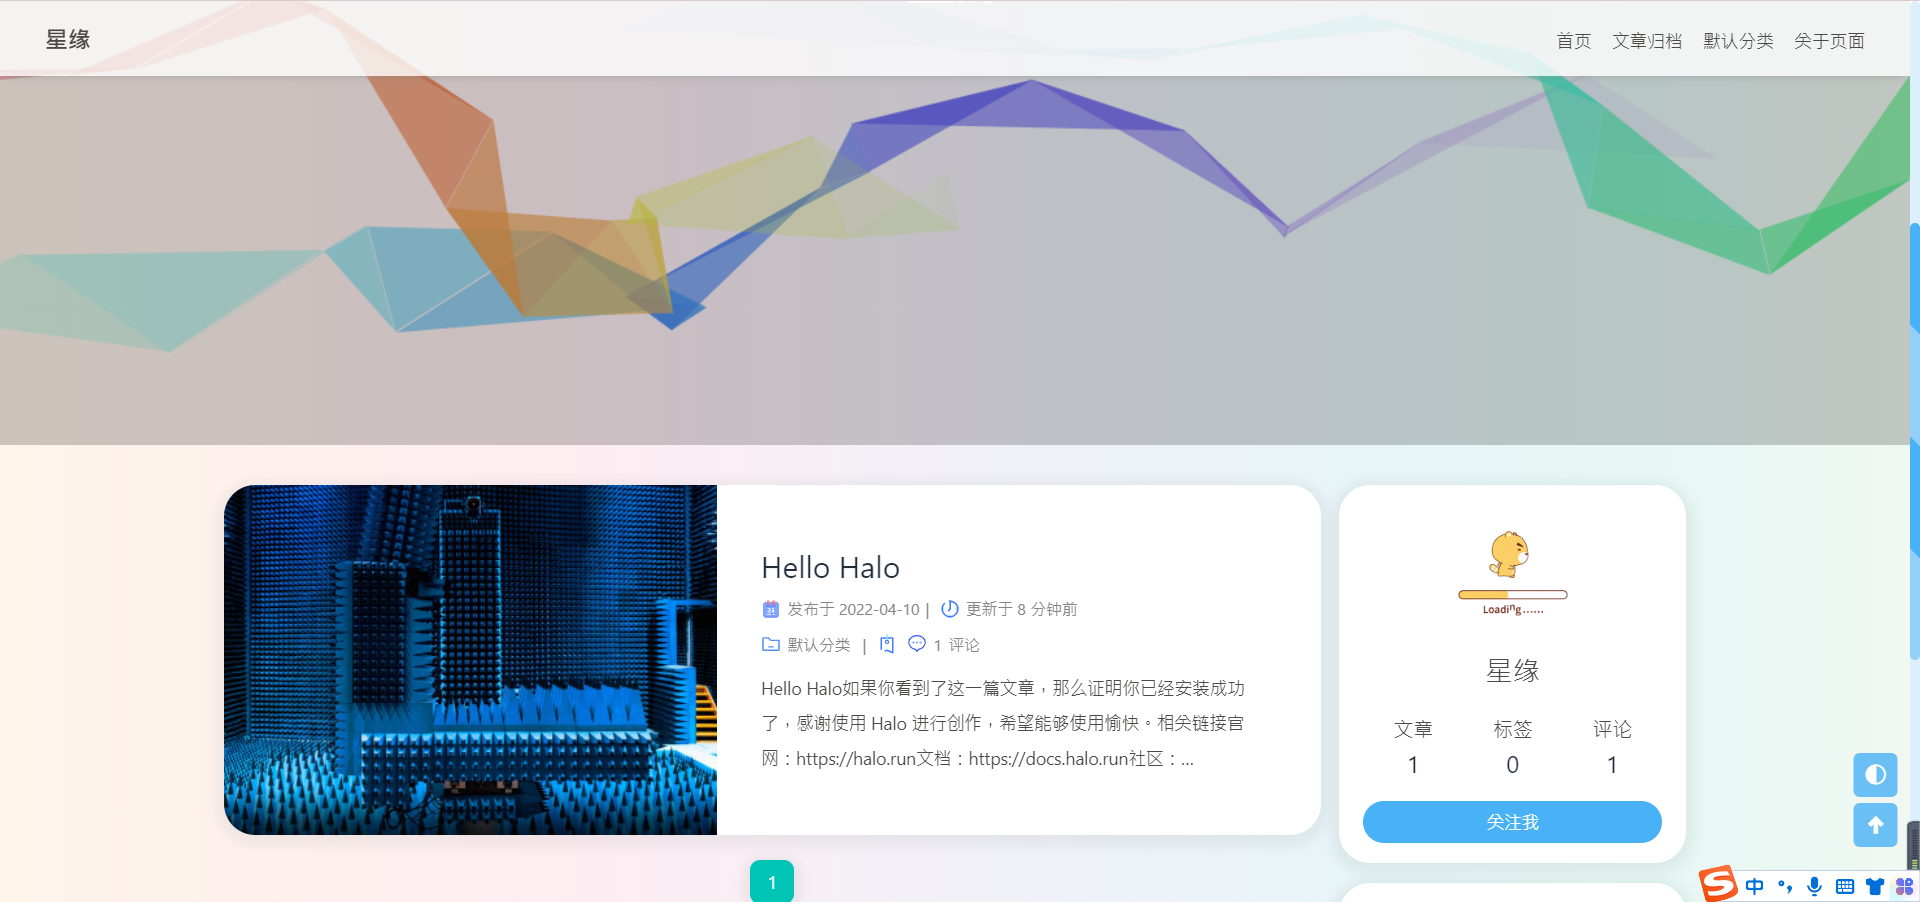 星缘
首页 文章归档 默认分类 关于页面
Hello Halo
发布于 2022-04-10 | 更新于 8 分钟前
默认分类 | 1 评论
Hello Halo如果你看到了这一篇文章，那么证明你已经安装成功
了，感谢使用 Halo 进行创作，希望能够使用愉快。相关链接官
网：https://halo.run文档：https://docs.halo.run社区：...
1
Loading......
星缘
文章 标签 评论
1 0 1
关注我
中